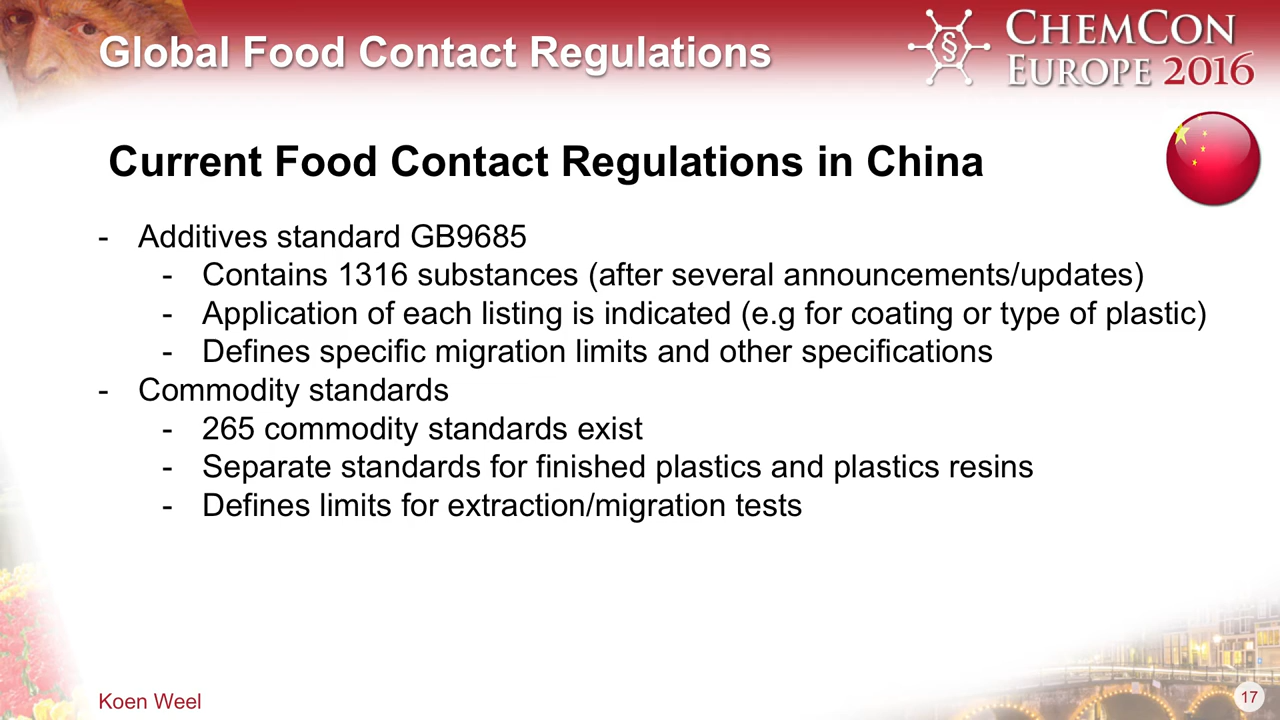 Global Food Contact Regulations
§
CHEMCON
EUROPE 2016
Current Food Contact Regulations in China
- Additives standard GB9685
- Contains 1316 substances (after several announcements/updates)
- Application of each listing is indicated (e.g for coating or type of plastic)
- Defines specific migration limits and other specifications
- Commodity standards
- 265 commodity standards exist
- Separate standards for finished plastics and plastics resins
- Defines limits for extraction/migration tests
Koen Weel
17